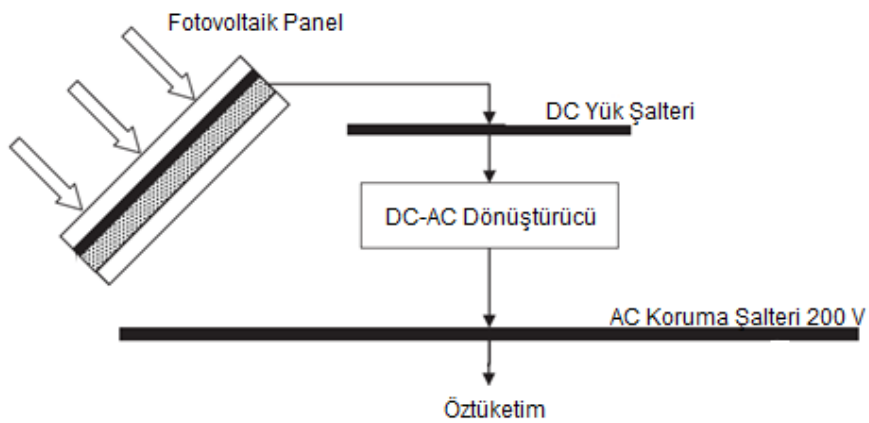 Fotovoltaik Panel
DC Yük Şalteri
DC-AC Dönüştürücü
AC Koruma Şalteri 200 V
Öztüketim